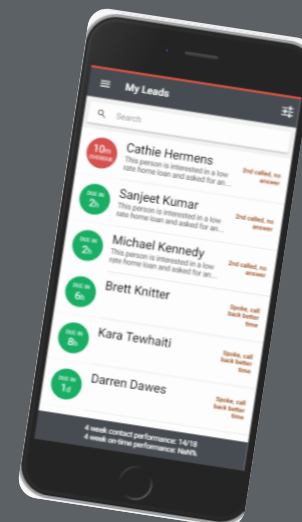 My Leads
Search
10m
OVERDUE
Cathie Hermens
This person is interested in a low
rate home loan and asked for an...
2nd called, no
answer
DUE IN
2h
Sanjeet Kumar
This person is interested in a low
rate home loan and asked for an...
2nd called, no
answer
DUE IN
2h
Michael Kennedy
This person is interested in a low
rate home loan and asked for an...
2nd called, no
answer
DUE IN
6h
Brett Knitter
Spoke, call
back better
time
DUE IN
8h
Kara Tewhaiti
Spoke, call
back better
time
DUE IN
1d
Darren Dawes
Spoke, call
back better
time
4 week contact performance: 14/18
4 week on-time performance: NaN%